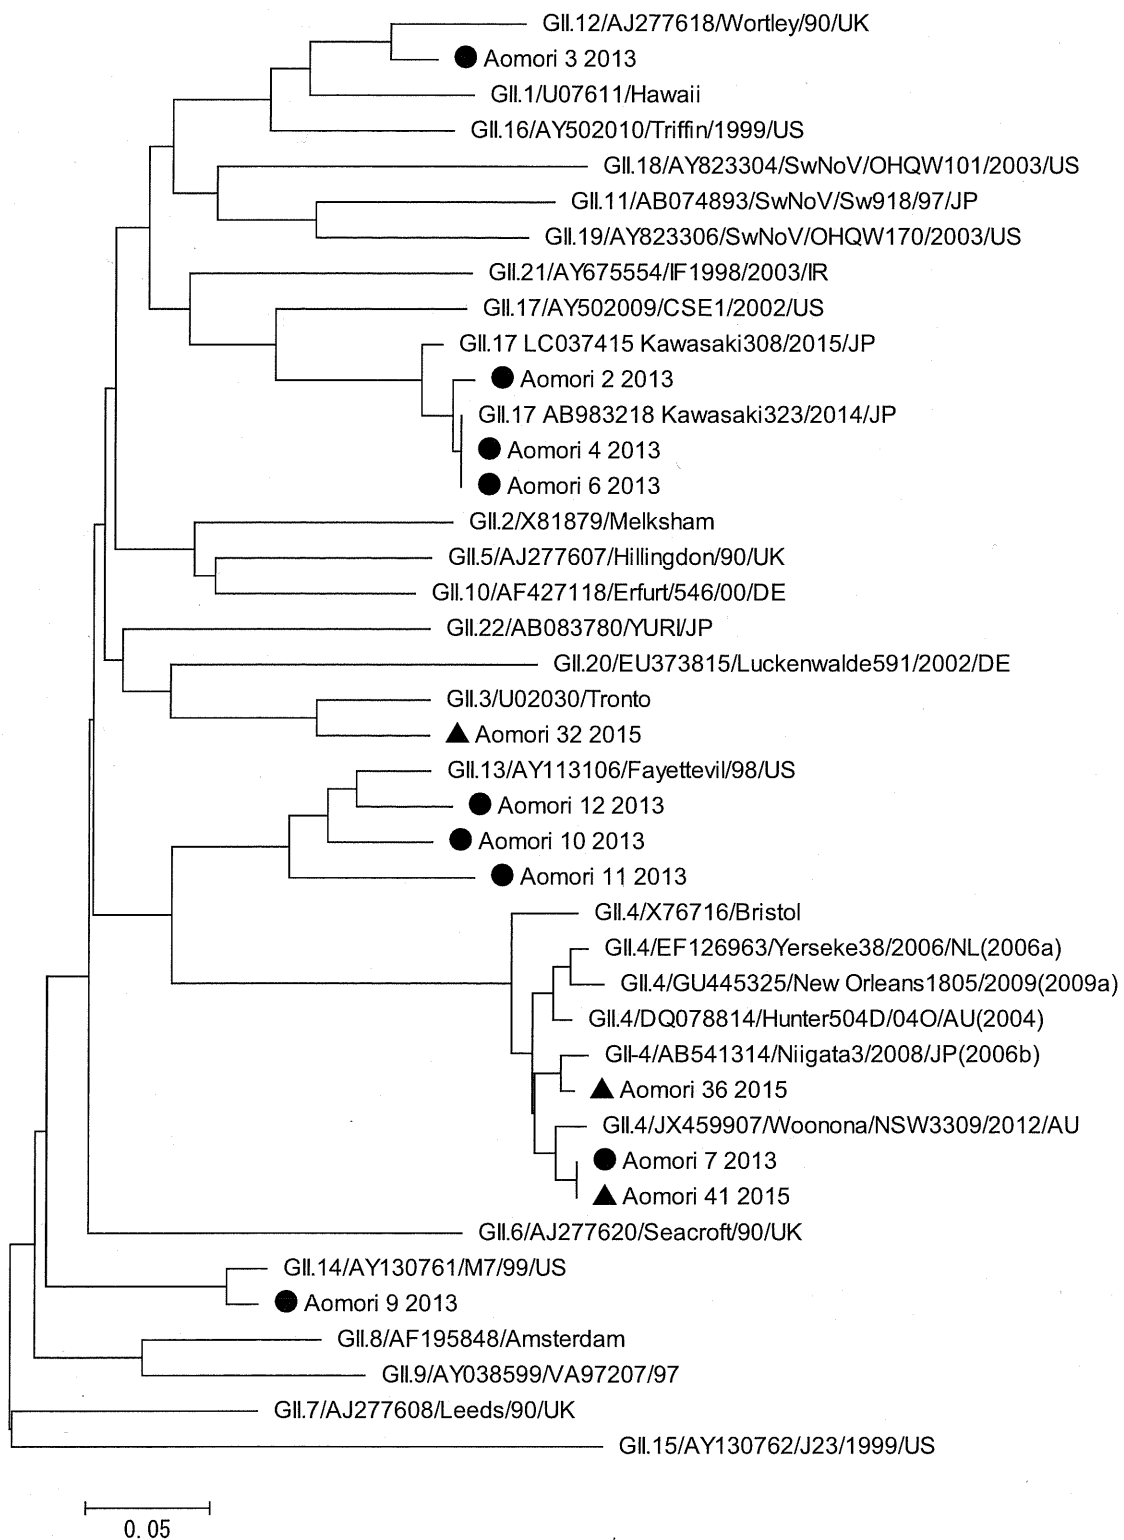 GII.12/AJ277618/Wortley/90/UK
Aomori 3 2013
GII.1/U07611/Hawaii
GII.16/AY502010/Triffin/1999/US
GII.18/AY823304/SwNoV/OHQW101/2003/US
GII.11/AB074893/SwNoV/Sw918/97/JP
GII.19/AY823306/SwNoV/OHQW170/2003/US
GII.21/AY675554/IF1998/2003/IR
GII.17/AY502009/CSE1/2002/US
GII.17 LC037415 Kawasaki308/2015/JP
Aomori 2 2013
GII.17 AB983218 Kawasaki323/2014/JP
Aomori 4 2013
Aomori 6 2013
GII.2/X81879/Melksham
GII.5/AJ277607/Hillingdon/90/UK
GII.10/AF427118/Erfurt/546/00/DE
GII.22/AB083780/YURI/JP
GII.20/EU373815/Luckenwalde591/2002/DE
GII.3/U02030/Tronto
Aomori 32 2015
GII.13/AY113106/Fayettevil/98/US
Aomori 12 2013
Aomori 10 2013
Aomori 11 2013
GII.4/X76716/Bristol
GII.4/EF126963/Yerseke38/2006/NL(2006a)
GII.4/GU445325/New Orleans1805/2009(2009a)
GII.4/DQ078814/Hunter504D/04O/AU(2004)
GII-4/AB541314/Niigata3/2008/JP(2006b)
Aomori 36 2015
GII.4/JX459907/Woonona/NSW3309/2012/AU
Aomori 7 2013
Aomori 41 2015
GII.6/AJ277620/Seacroft/90/UK
GII.14/AY130761/M7/99/US
Aomori 9 2013
GII.8/AF195848/Amsterdam
GII.9/AY038599/VA97207/97
GII.7/AJ277608/Leeds/90/UK
GII.15/AY130762/J23/1999/US
0.05